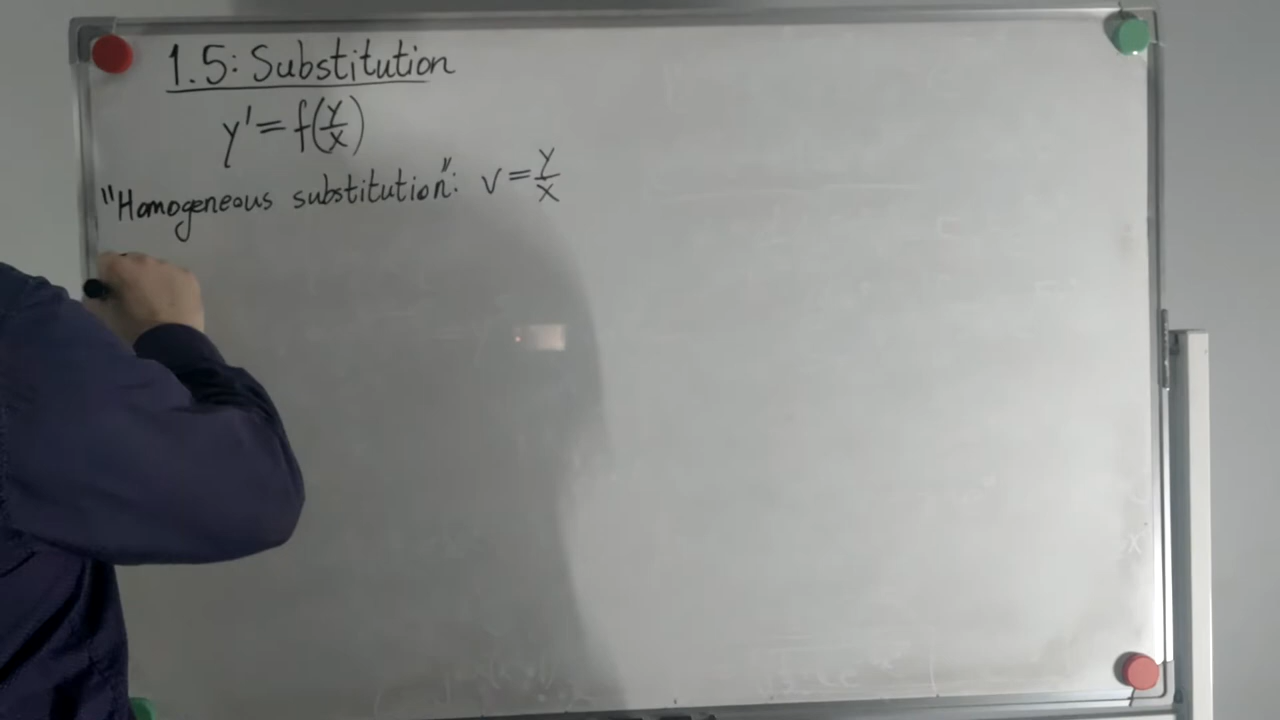 1.5: Substitution
y' = f(y/x)
"Homogeneous substitution": v = y/x